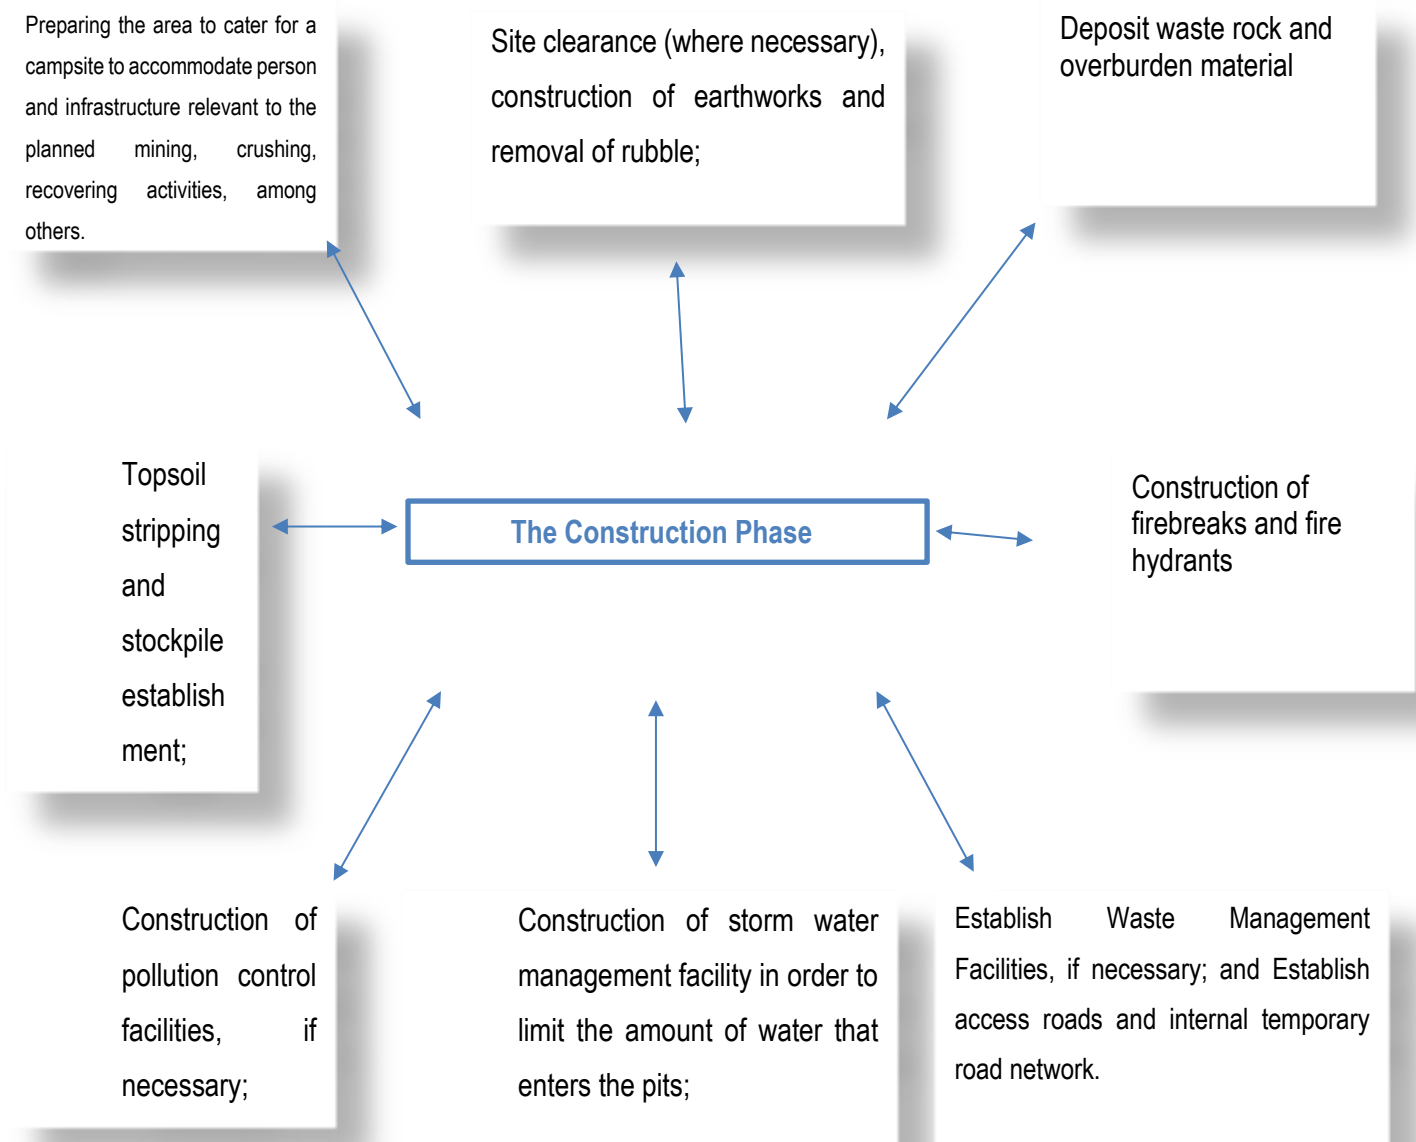 Preparing the area to cater for a
campsite to accommodate person
and infrastructure relevant to the
planned mining, crushing,
recovering activities, among
others.
Site clearance (where necessary),
construction of earthworks and
removal of rubble;
Deposit waste rock and
overburden material
Topsoil
stripping
and
stockpile
establish
ment;
The Construction Phase
Construction of
firebreaks and fire
hydrants
Construction of
pollution control
facilities, if
necessary;
Construction of storm water
management facility in order to
limit the amount of water that
enters the pits;
Establish Waste Management
Facilities, if necessary; and Establish
access roads and internal temporary
road network.